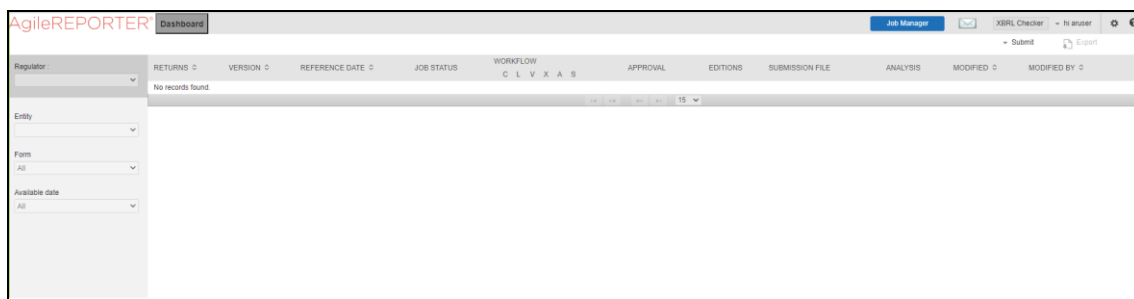 AgileREPORTER® Dashboard Job Manager XBRL Checker hi aruser
Submit Export
Regulator :
RETURNS VERSION REFERENCE DATE JOB STATUS WORKFLOW C L V X A S APPROVAL EDITIONS SUBMISSION FILE ANALYSIS MODIFIED MODIFIED BY
No records found.
15
Entity
Form
All
Available date
All